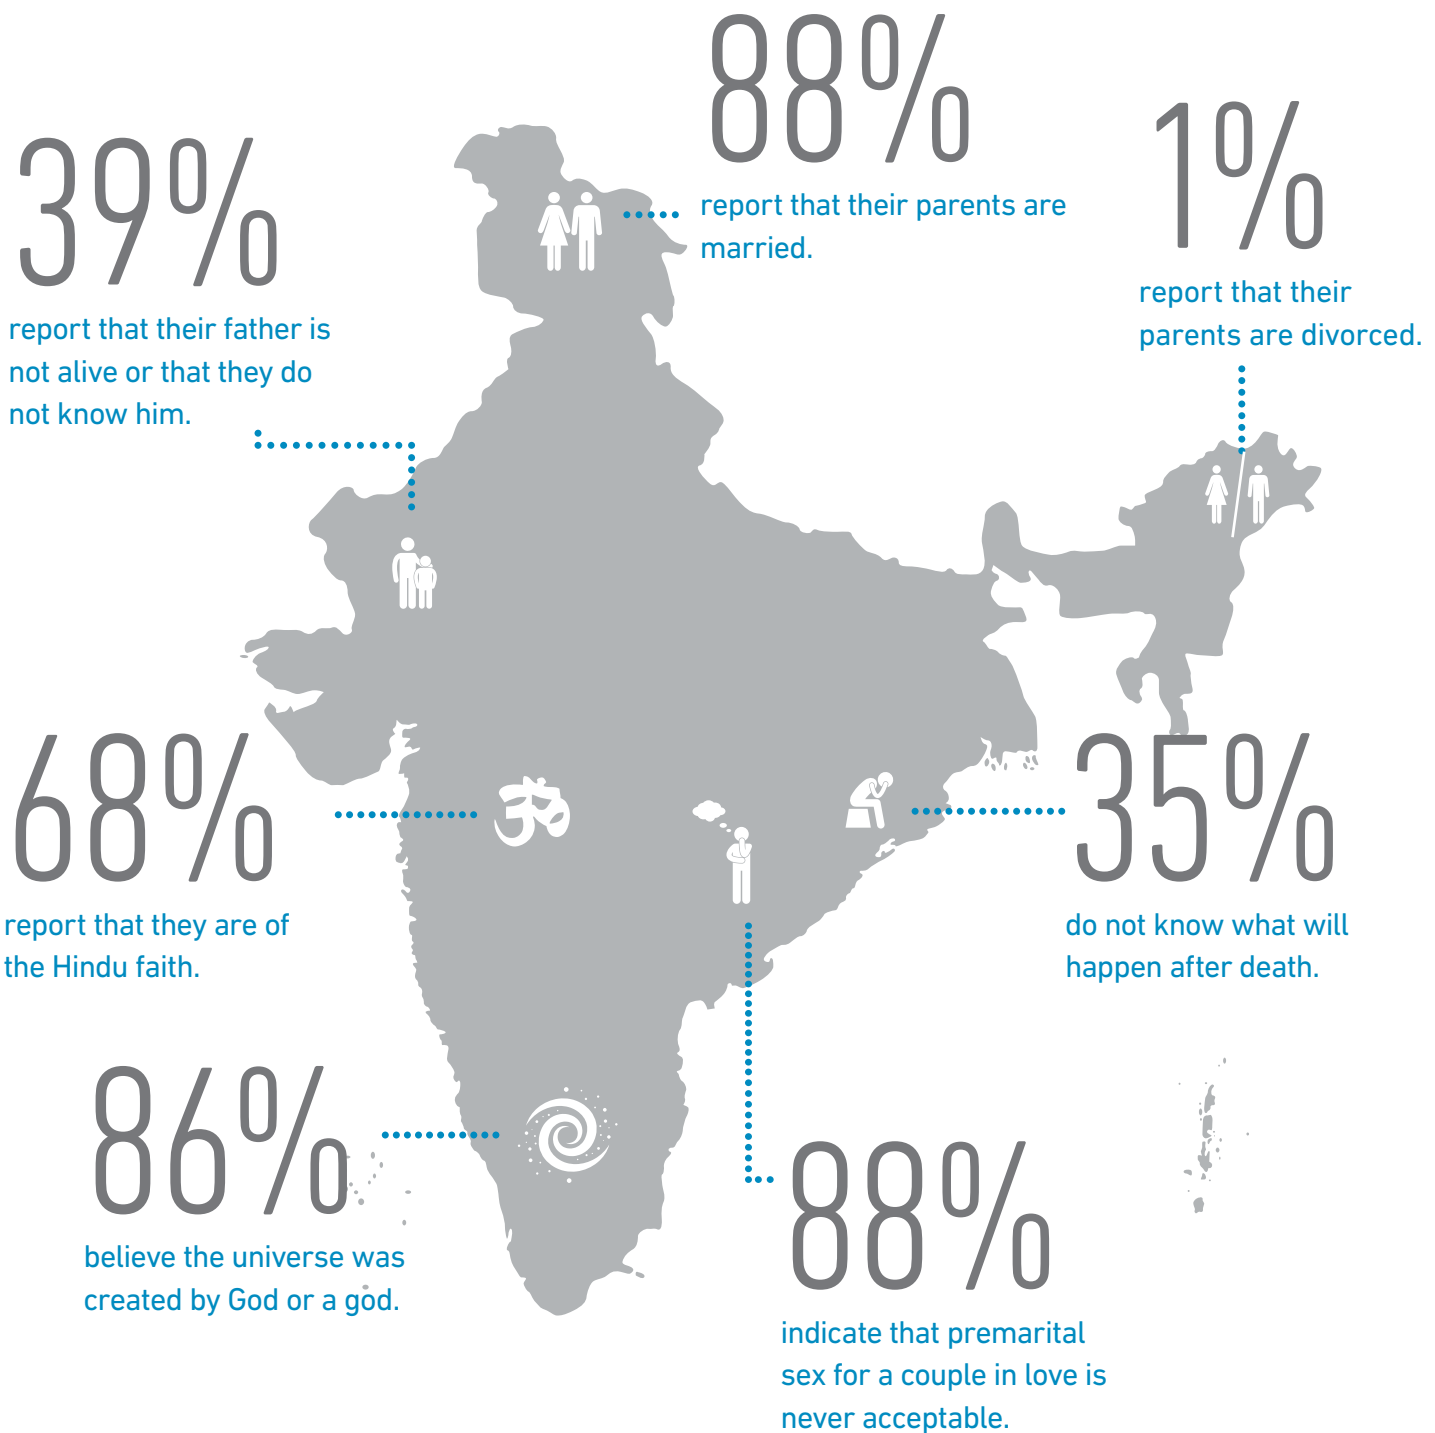 88%
report that their parents are
married.
1%
report that their
parents are divorced.
39%
report that their father is
not alive or that they do
not know him.
68%
report that they are of
the Hindu faith.
35%
do not know what will
happen after death.
86%
believe the universe was
created by God or a god.
88%
indicate that premarital
sex for a couple in love is
never acceptable.